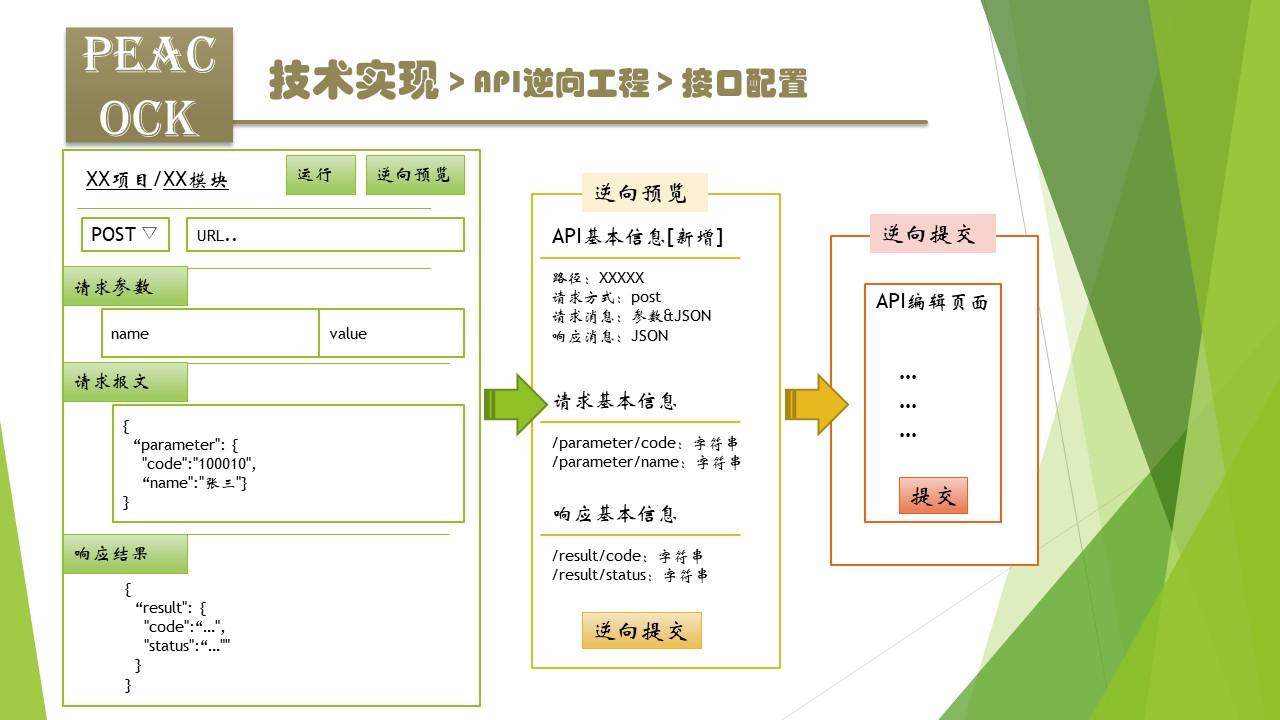 PEAC
OCK
技术实现 > API逆向工程 > 接口配置
XX项目/XX模块
运行
逆向预览
POST ▽
URL..
请求参数
name
value
请求报文
{
“parameter": {
"code":"100010",
“name":"张三"}
}
响应结果
{
“result": {
"code":“…",
"status":“…""
}
}
逆向预览
API基本信息[新增]
路径：XXXXX
请求方式：post
请求消息：参数&JSON
响应消息：JSON
请求基本信息
/parameter/code：字符串
/parameter/name：字符串
响应基本信息
/result/code：字符串
/result/status：字符串
逆向提交
逆向提交
API编辑页面
…
…
…
提交